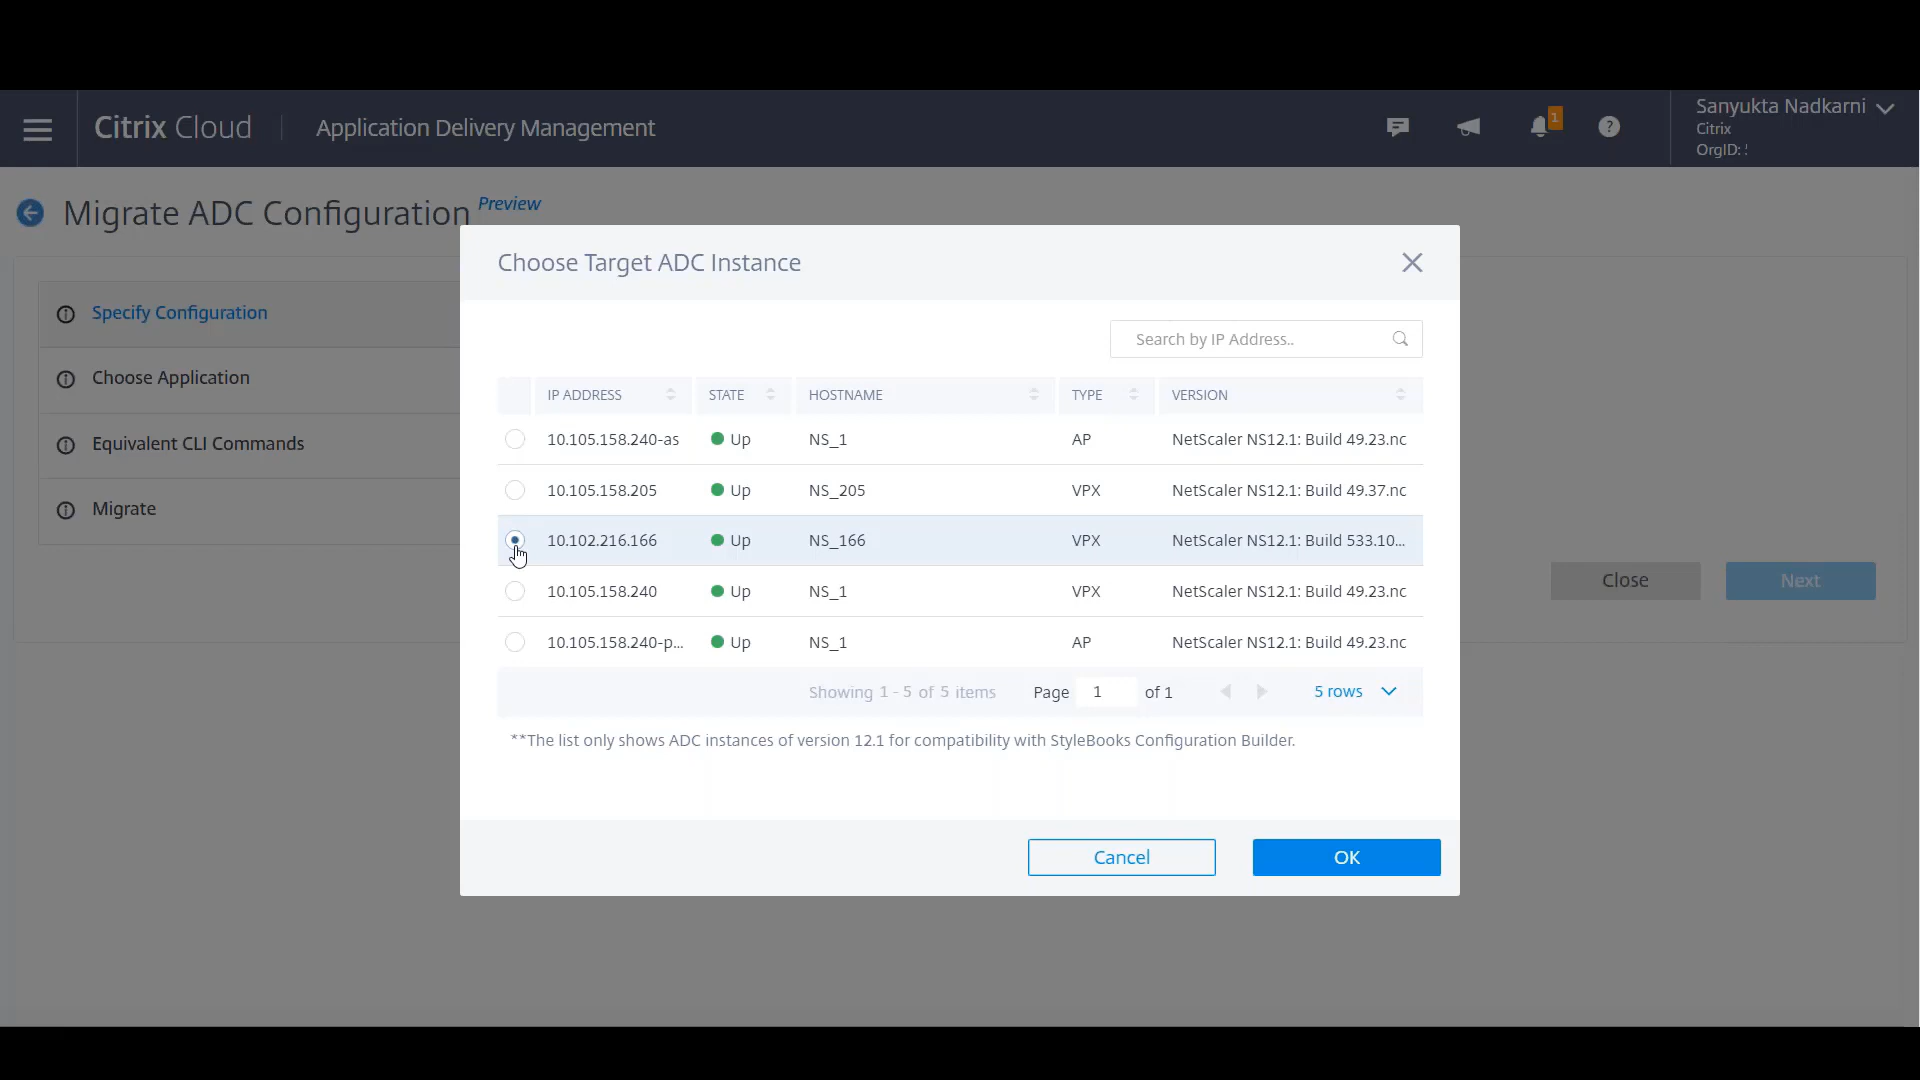 Citrix Cloud
Application Delivery Management
1
?
Sanyukta Nadkarni
Citrix
OrgID:
Migrate ADC Configuration Preview
Specify Configuration
Choose Application
Equivalent CLI Commands
Migrate
Choose Target ADC Instance
Search by IP Address..
IP ADDRESS STATE HOSTNAME TYPE VERSION
10.105.158.240-as Up NS_1 AP NetScaler NS12.1: Build 49.23.nc
10.105.158.205 Up NS_205 VPX NetScaler NS12.1: Build 49.37.nc
10.102.216.166 Up NS_166 VPX NetScaler NS12.1: Build 533.10...
10.105.158.240 Up NS_1 VPX NetScaler NS12.1: Build 49.23.nc
10.105.158.240-p... Up NS_1 AP NetScaler NS12.1: Build 49.23.nc
Showing 1 - 5 of 5 items Page 1 of 1 5 rows
**The list only shows ADC instances of version 12.1 for compatibility with StyleBooks Configuration Builder.
Cancel
OK
Close
Next